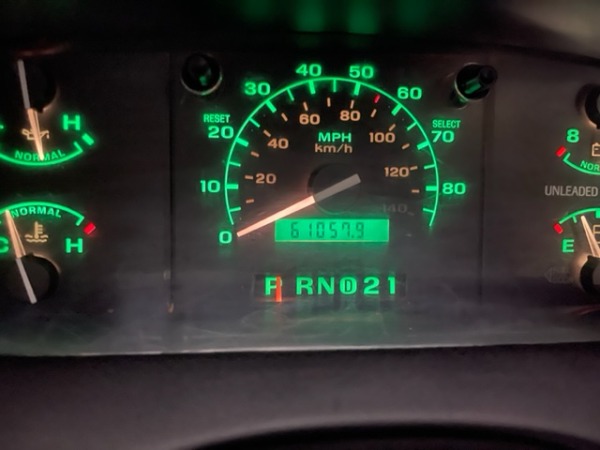 40 50
30 60
RESET 20 SELECT 70
10 80
0
60 80
40 100
20 120
140
MPH
km/h
61057.9
P R N D 2 1
H
NORMAL
NORMAL
C H
8
UNLEADED
E